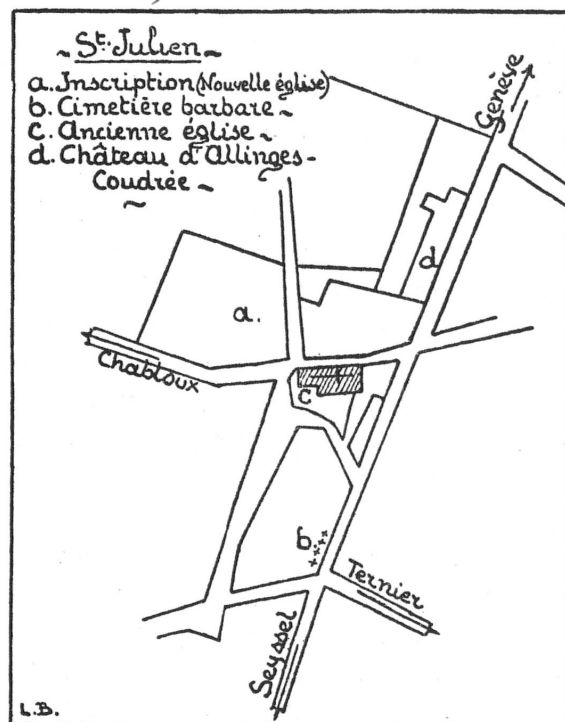 ~ St. Julien ~
a. Inscription (Nouvelle église)
b. Cimetière barbare ~
c. Ancienne église ~
d. Château d'Allinges-
Coudrée ~
~
Genève
d
a.
Chabloux
c
b.
Ternier
Seyssel
L.B.